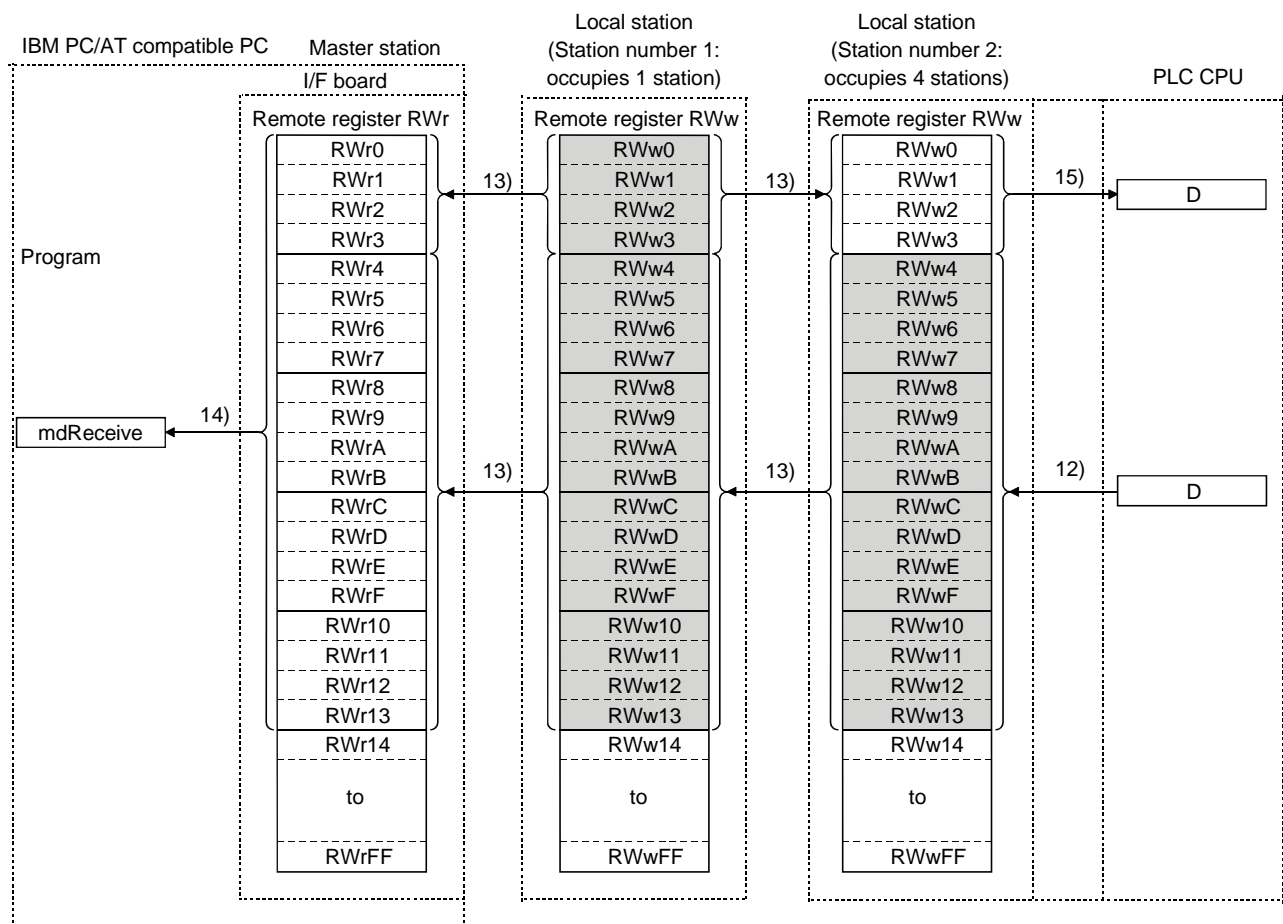 IBM PC/AT compatible PC
Master station
I/F board
Local station
(Station number 1:
occupies 1 station)
Local station
(Station number 2:
occupies 4 stations)
PLC CPU
Remote register RWr
Remote register RWw
Remote register RWw
RWr0
RWr1
RWr2
RWr3
RWr4
RWr5
RWr6
RWr7
RWr8
RWr9
RWrA
RWrB
RWrC
RWrD
RWrE
RWrF
RWr10
RWr11
RWr12
RWr13
RWr14
to
RWrFF
RWw0
RWw1
RWw2
RWw3
RWw4
RWw5
RWw6
RWw7
RWw8
RWw9
RWwA
RWwB
RWwC
RWwD
RWwE
RWwF
RWw10
RWw11
RWw12
RWw13
RWw14
to
RWwFF
RWw0
RWw1
RWw2
RWw3
RWw4
RWw5
RWw6
RWw7
RWw8
RWw9
RWwA
RWwB
RWwC
RWwD
RWwE
RWwF
RWw10
RWw11
RWw12
RWw13
RWw14
to
RWwFF
Program
mdReceive
14)
13)
13)
13)
13)
15)
12)
D
D